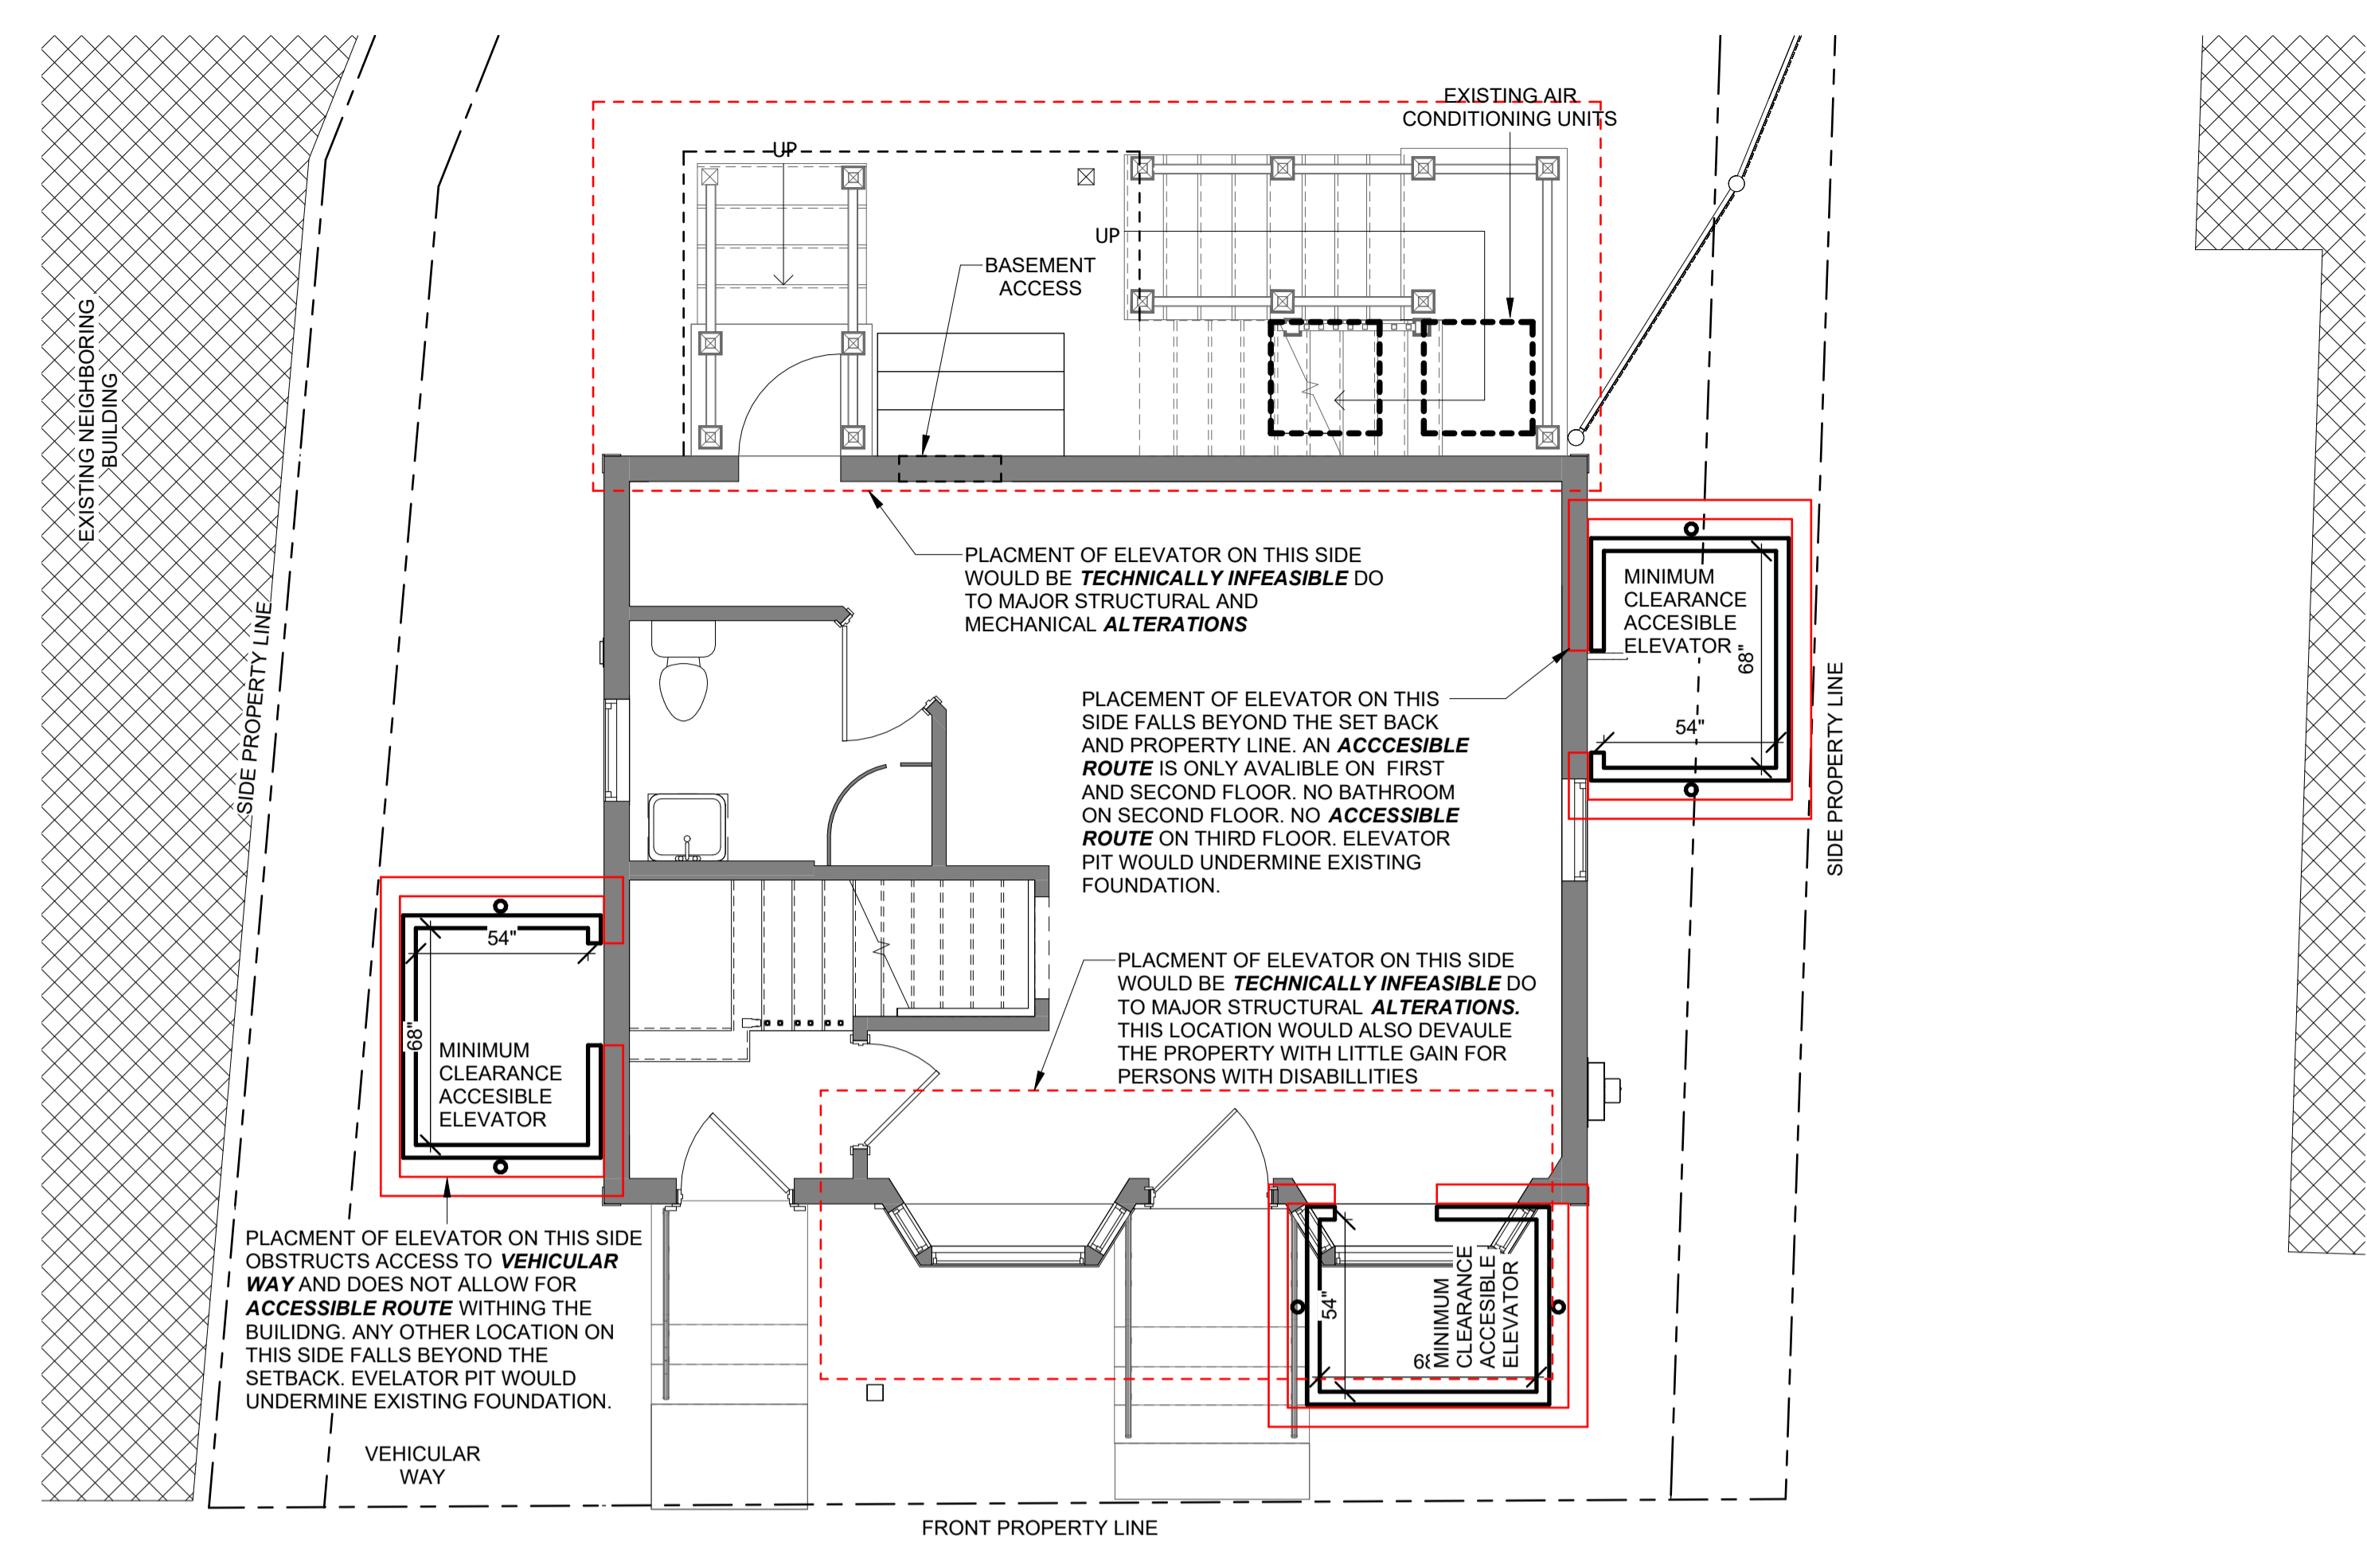 EXISTING AIR
CONDITIONING UNITS
UP
UP
BASEMENT
ACCESS
EXISTING NEIGHBORING
BUILDING
SIDE PROPERTY LINE
PLACMENT OF ELEVATOR ON THIS SIDE
WOULD BE TECHNICALLY INFEASIBLE DO
TO MAJOR STRUCTURAL AND
MECHANICAL ALTERATIONS
MINIMUM
CLEARANCE
ACCESIBLE
ELEVATOR
68"
54"
SIDE PROPERTY LINE
PLACEMENT OF ELEVATOR ON THIS
SIDE FALLS BEYOND THE SET BACK
AND PROPERTY LINE. AN ACCCESIBLE
ROUTE IS ONLY AVALIBLE ON FIRST
AND SECOND FLOOR. NO BATHROOM
ON SECOND FLOOR. NO ACCESSIBLE
ROUTE ON THIRD FLOOR. ELEVATOR
PIT WOULD UNDERMINE EXISTING
FOUNDATION.
54"
68"
MINIMUM
CLEARANCE
ACCESIBLE
ELEVATOR
PLACMENT OF ELEVATOR ON THIS SIDE
WOULD BE TECHNICALLY INFEASIBLE DO
TO MAJOR STRUCTURAL ALTERATIONS.
THIS LOCATION WOULD ALSO DEVAULE
THE PROPERTY WITH LITTLE GAIN FOR
PERSONS WITH DISABILLITIES
PLACMENT OF ELEVATOR ON THIS SIDE
OBSTRUCTS ACCESS TO VEHICULAR
WAY AND DOES NOT ALLOW FOR
ACCESSIBLE ROUTE WITHING THE
BUILIDNG. ANY OTHER LOCATION ON
THIS SIDE FALLS BEYOND THE
SETBACK. EVELATOR PIT WOULD
UNDERMINE EXISTING FOUNDATION.
54"
MINIMUM
CLEARANCE
ACCESIBLE
ELEVATOR
VEHICULAR
WAY
FRONT PROPERTY LINE